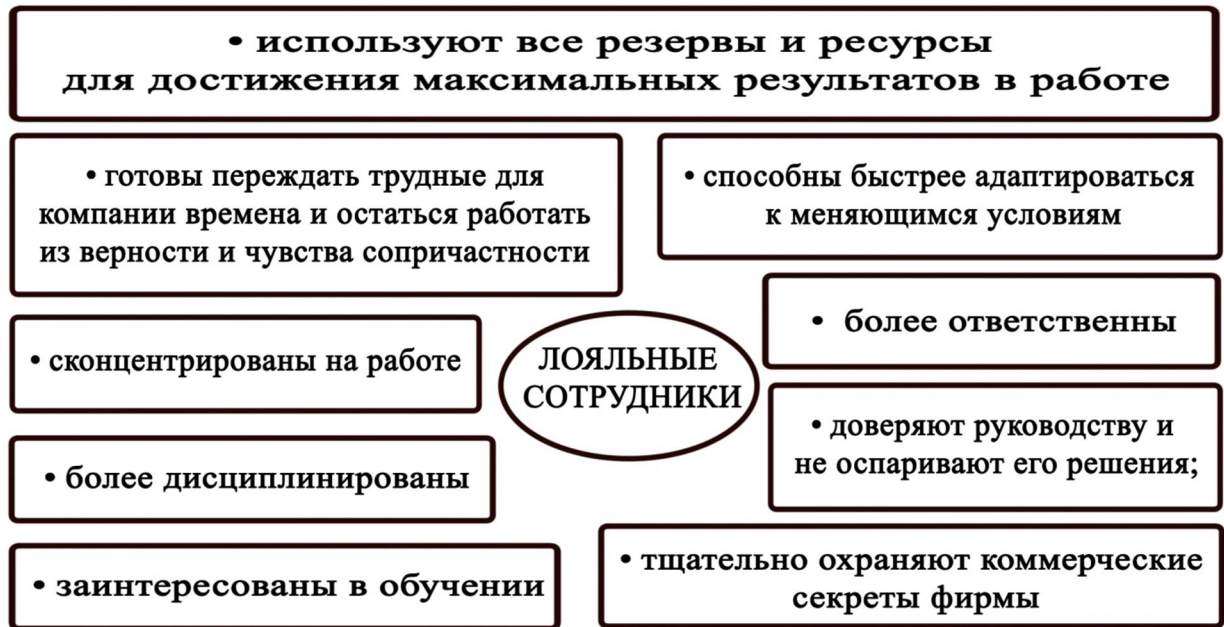 • используют все резервы и ресурсы
для достижения максимальных результатов в работе
• готовы переждать трудные для
компании времена и остаться работать
из верности и чувства сопричастности
• способны быстрее адаптироваться
к меняющимся условиям
• более ответственны
• сконцентрированы на работе
ЛОЯЛЬНЫЕ
СОТРУДНИКИ
• доверяют руководству и
не оспаривают его решения;
• более дисциплинированы
• заинтересованы в обучении
• тщательно охраняют коммерческие
секреты фирмы